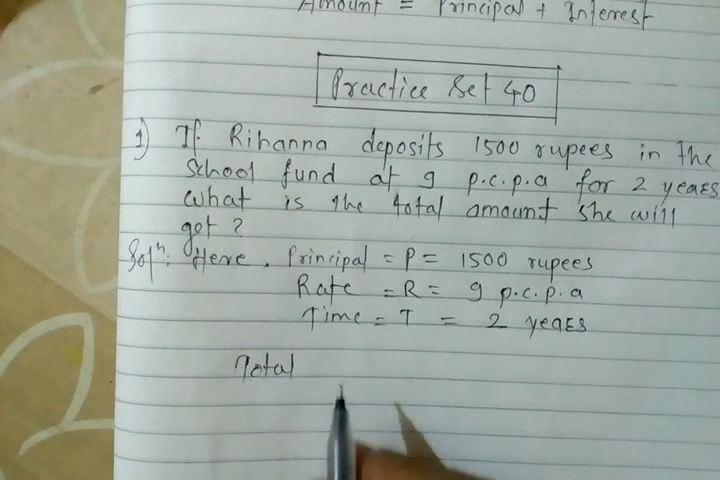 Amount = Principal + Interest
Practice Set 40
1) If Rihanna deposits 1500 rupees in the
School fund at 9 p.c.p.a for 2 years
what is the total amount she will
get ?
Solⁿ: Here, Principal = P = 1500 rupees
Rate = R = 9 p.c.p.a
Time = T = 2 years
Total